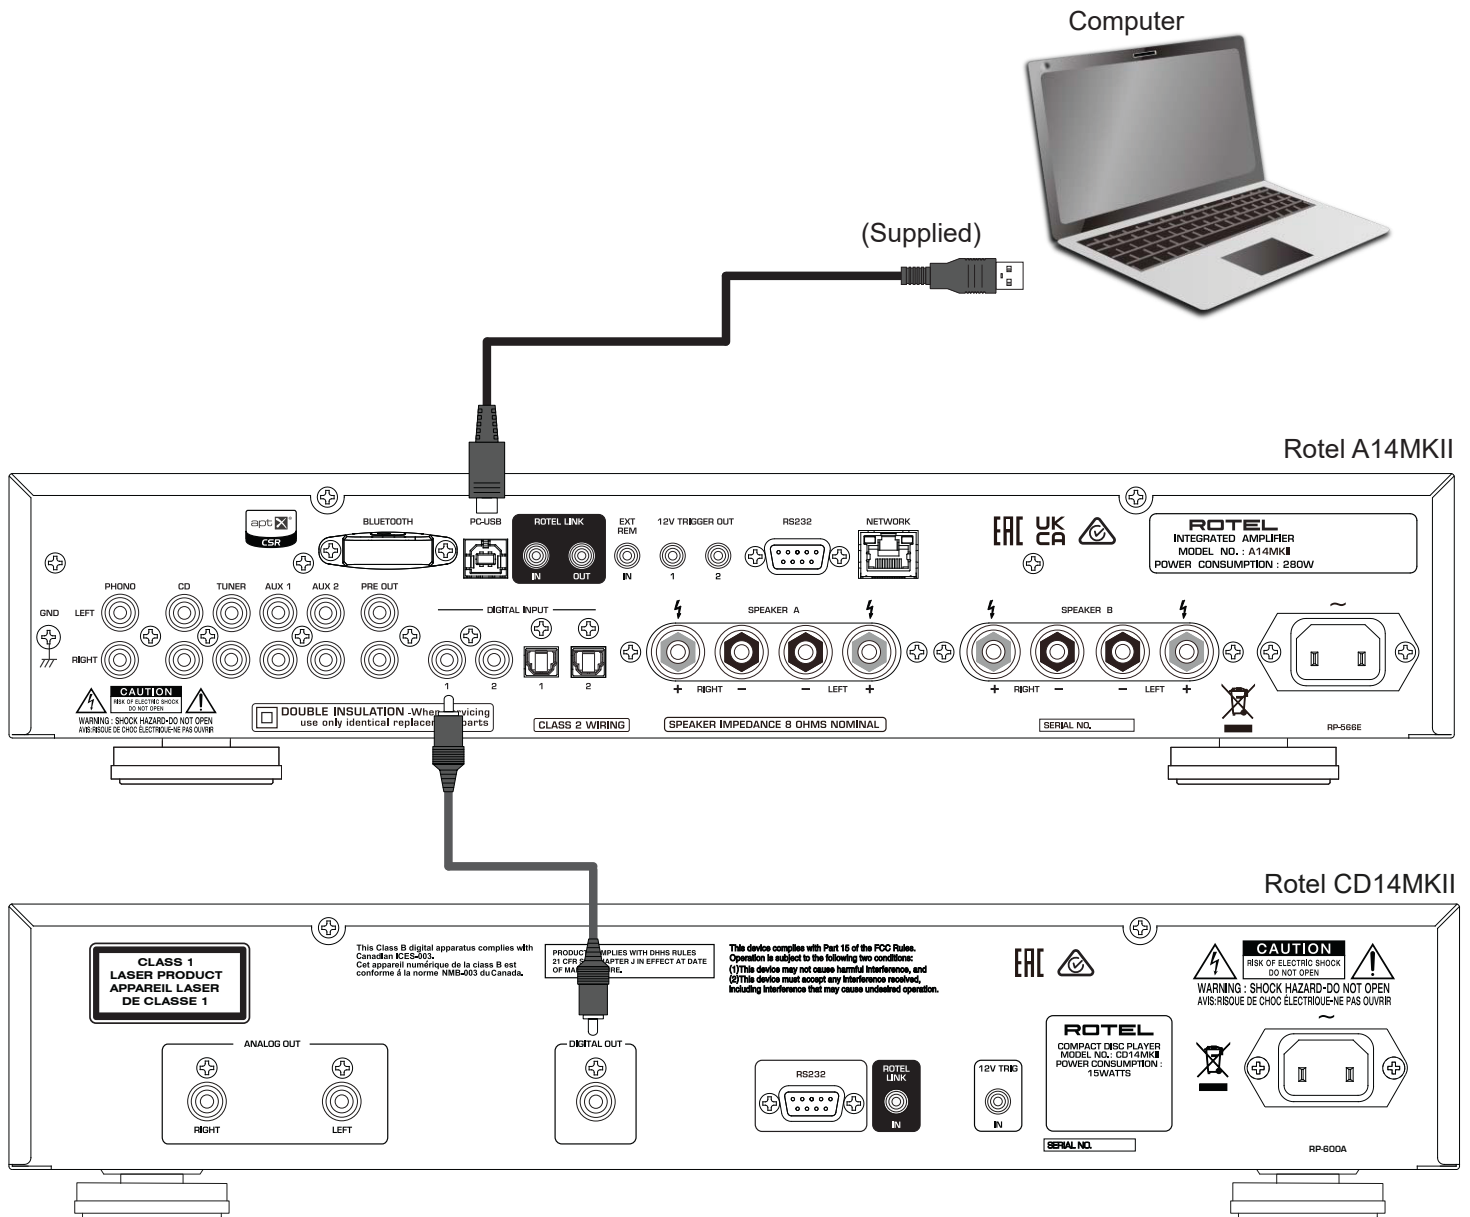 Computer
(Supplied)
Rotel A14MKII
apt X
CSR
BLUETOOTH
PC-USB
ROTEL LINK
IN
OUT
EXT
REM
IN
12V TRIGGER OUT
1
2
RS232
NETWORK
EAC
UK
CA
ROTEL
INTEGRATED AMPLIFIER
MODEL NO. : A14MKII
POWER CONSUMPTION : 280W
GND
PHONO
CD
TUNER
AUX 1
AUX 2
PRE OUT
LEFT
RIGHT
DIGITAL INPUT
1
2
1
2
SPEAKER A
+ RIGHT −
− LEFT +
SPEAKER B
+ RIGHT −
− LEFT +
~
CAUTION
RISK OF ELECTRIC SHOCK
DO NOT OPEN
WARNING : SHOCK HAZARD-DO NOT OPEN
AVIS:RISQUE DE CHOC ÉLECTRIQUE-NE PAS OUVRIR
DOUBLE INSULATION -When servicing
use only identical parts
CLASS 2 WIRING
SPEAKER IMPEDANCE 8 OHMS NOMINAL
SERIAL NO.
RP-566E
Rotel CD14MKII
CLASS 1
LASER PRODUCT
APPAREIL LASER
DE CLASSE 1
This Class B digital apparatus complies with
Canadian ICES-003.
Cet appareil numérique de la class B est
conforme á la norme NMB-003 du Canada.
PRODUCT COMPLIES WITH DHHS RULES
21 CFR J IN EFFECT AT DATE
OF
This device complies with Part 15 of the FCC Rules.
Operation is subject to the following two conditions:
(1)This device may not cause harmful interference, and
(2)This device must accept any interference received,
including interference that may cause undesired operation.
EAC
CAUTION
RISK OF ELECTRIC SHOCK
DO NOT OPEN
WARNING : SHOCK HAZARD-DO NOT OPEN
AVIS:RISQUE DE CHOC ÉLECTRIQUE-NE PAS OUVRIR
~
ANALOG OUT
RIGHT
LEFT
DIGITAL OUT
RS232
ROTEL
LINK
IN
12V TRIG
IN
ROTEL
COMPACT DISC PLAYER
MODEL NO.: CD14MKII
POWER CONSUMPTION :
15WATTS
SERIAL NO.
RP-600A